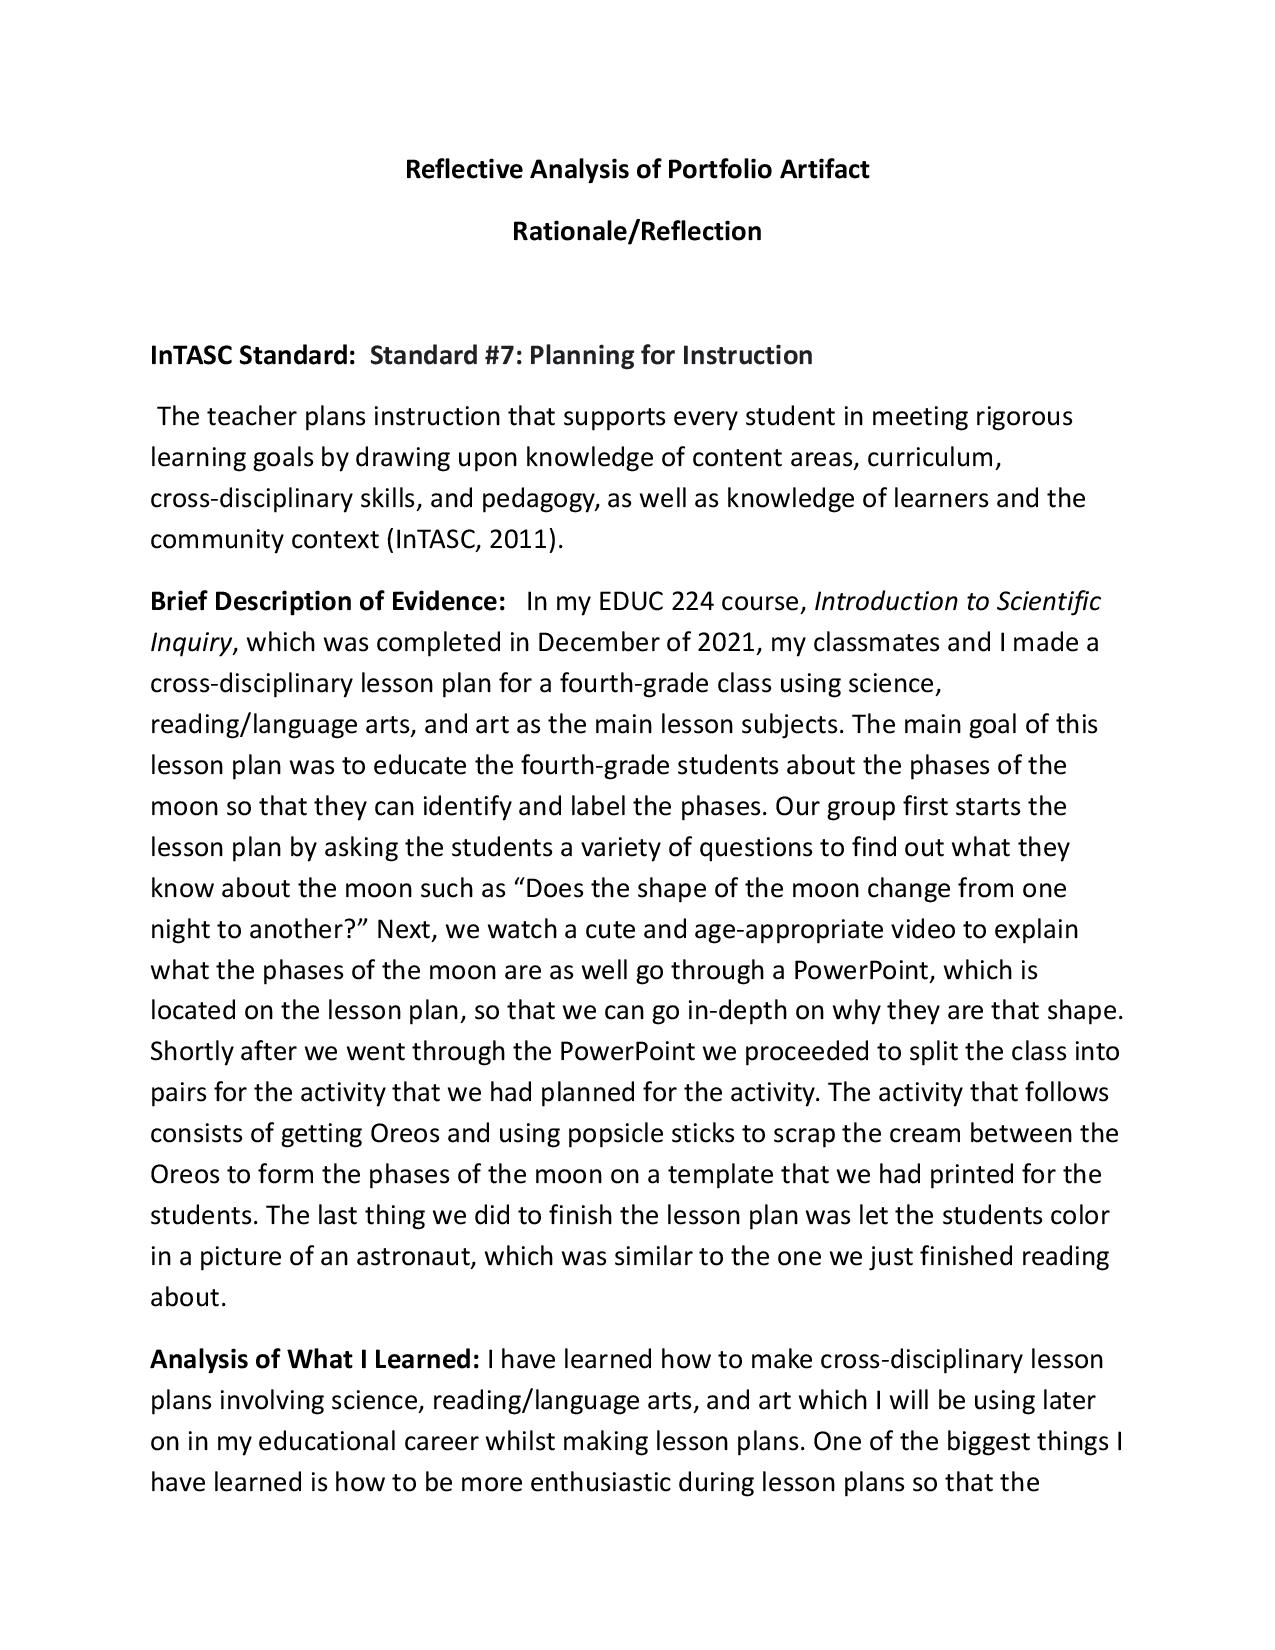 Reflective Analysis of Portfolio Artifact
Rationale/Reflection
InTASC Standard:  Standard #7: Planning for Instruction
The teacher plans instruction that supports every student in meeting rigorous
learning goals by drawing upon knowledge of content areas, curriculum,
cross-disciplinary skills, and pedagogy, as well as knowledge of learners and the
community context (InTASC, 2011).
Brief Description of Evidence:   In my EDUC 224 course, Introduction to Scientific
Inquiry, which was completed in December of 2021, my classmates and I made a
cross-disciplinary lesson plan for a fourth-grade class using science,
reading/language arts, and art as the main lesson subjects. The main goal of this
lesson plan was to educate the fourth-grade students about the phases of the
moon so that they can identify and label the phases. Our group first starts the
lesson plan by asking the students a variety of questions to find out what they
know about the moon such as “Does the shape of the moon change from one
night to another?” Next, we watch a cute and age-appropriate video to explain
what the phases of the moon are as well go through a PowerPoint, which is
located on the lesson plan, so that we can go in-depth on why they are that shape.
Shortly after we went through the PowerPoint we proceeded to split the class into
pairs for the activity that we had planned for the activity. The activity that follows
consists of getting Oreos and using popsicle sticks to scrap the cream between the
Oreos to form the phases of the moon on a template that we had printed for the
students. The last thing we did to finish the lesson plan was let the students color
in a picture of an astronaut, which was similar to the one we just finished reading
about.
Analysis of What I Learned: I have learned how to make cross-disciplinary lesson
plans involving science, reading/language arts, and art which I will be using later
on in my educational career whilst making lesson plans. One of the biggest things I
have learned is how to be more enthusiastic during lesson plans so that the